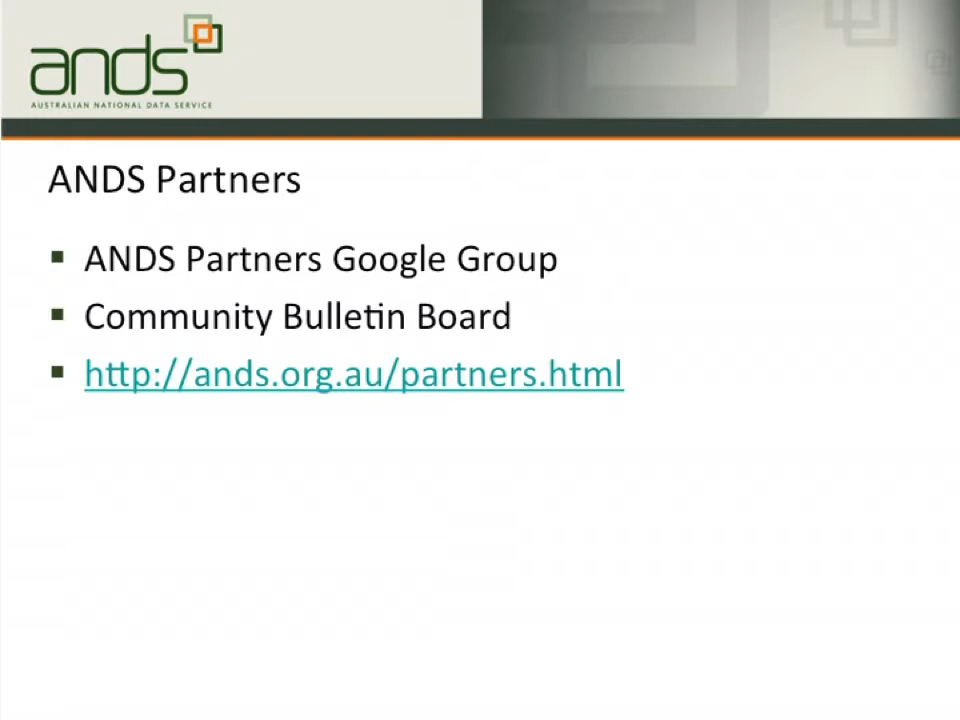 ands
AUSTRALIAN NATIONAL DATA SERVICE
ANDS Partners
▪ ANDS Partners Google Group
▪ Community Bulletin Board
▪ http://ands.org.au/partners.html